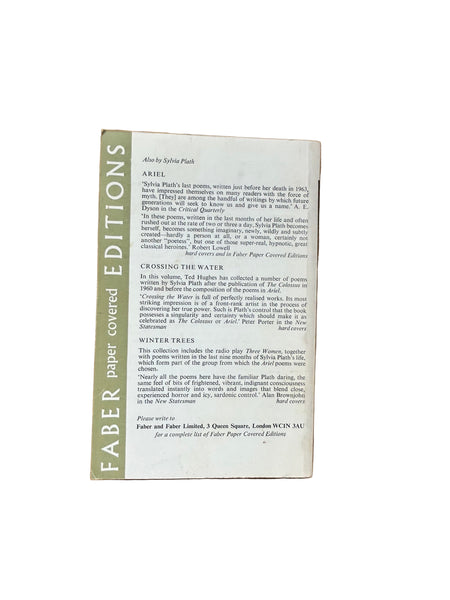 FABER paper covered EDITIONS
Also by Sylvia Plath
ARIEL
'Sylvia Plath's last poems, written just before her death in 1963,
have impressed themselves on many readers with the force of
myth. [They] are among the handful of writings by which future
generations will seek to know us and give us a name.' A. E.
Dyson in the Critical Quarterly
'In these poems, written in the last months of her life and often
rushed out at the rate of two or three a day, Sylvia Plath becomes
herself, becomes something imaginary, newly, wildly and subtly
created—hardly a person at all, or a woman, certainly not
another "poetess", but one of those super-real, hypnotic, great
classical heroines.' Robert Lowell
hard covers and in Faber Paper Covered Editions
CROSSING THE WATER
In this volume, Ted Hughes has collected a number of poems
written by Sylvia Plath after the publication of The Colossus in
1960 and before the composition of the poems in Ariel.
'Crossing the Water is full of perfectly realised works. Its most
striking impression is of a front-rank artist in the process of
discovering her true power. Such is Plath's control that the book
possesses a singularity and certainty which should make it as
celebrated as The Colossus or Ariel.' Peter Porter in the New
Statesman hard covers
WINTER TREES
This collection includes the radio play Three Women, together
with poems written in the last nine months of Sylvia Plath's life,
which form part of the group from which the Ariel poems were
chosen.
'Nearly all the poems here have the familiar Plath daring, the
same feel of bits of frightened, vibrant, indignant consciousness
translated instantly into words and images that blend close,
experienced horror and icy, sardonic control.' Alan Brownjohn
in the New Statesman hard covers
Please write to
Faber and Faber Limited, 3 Queen Square, London WC1N 3AU
for a complete list of Faber Paper Covered Editions